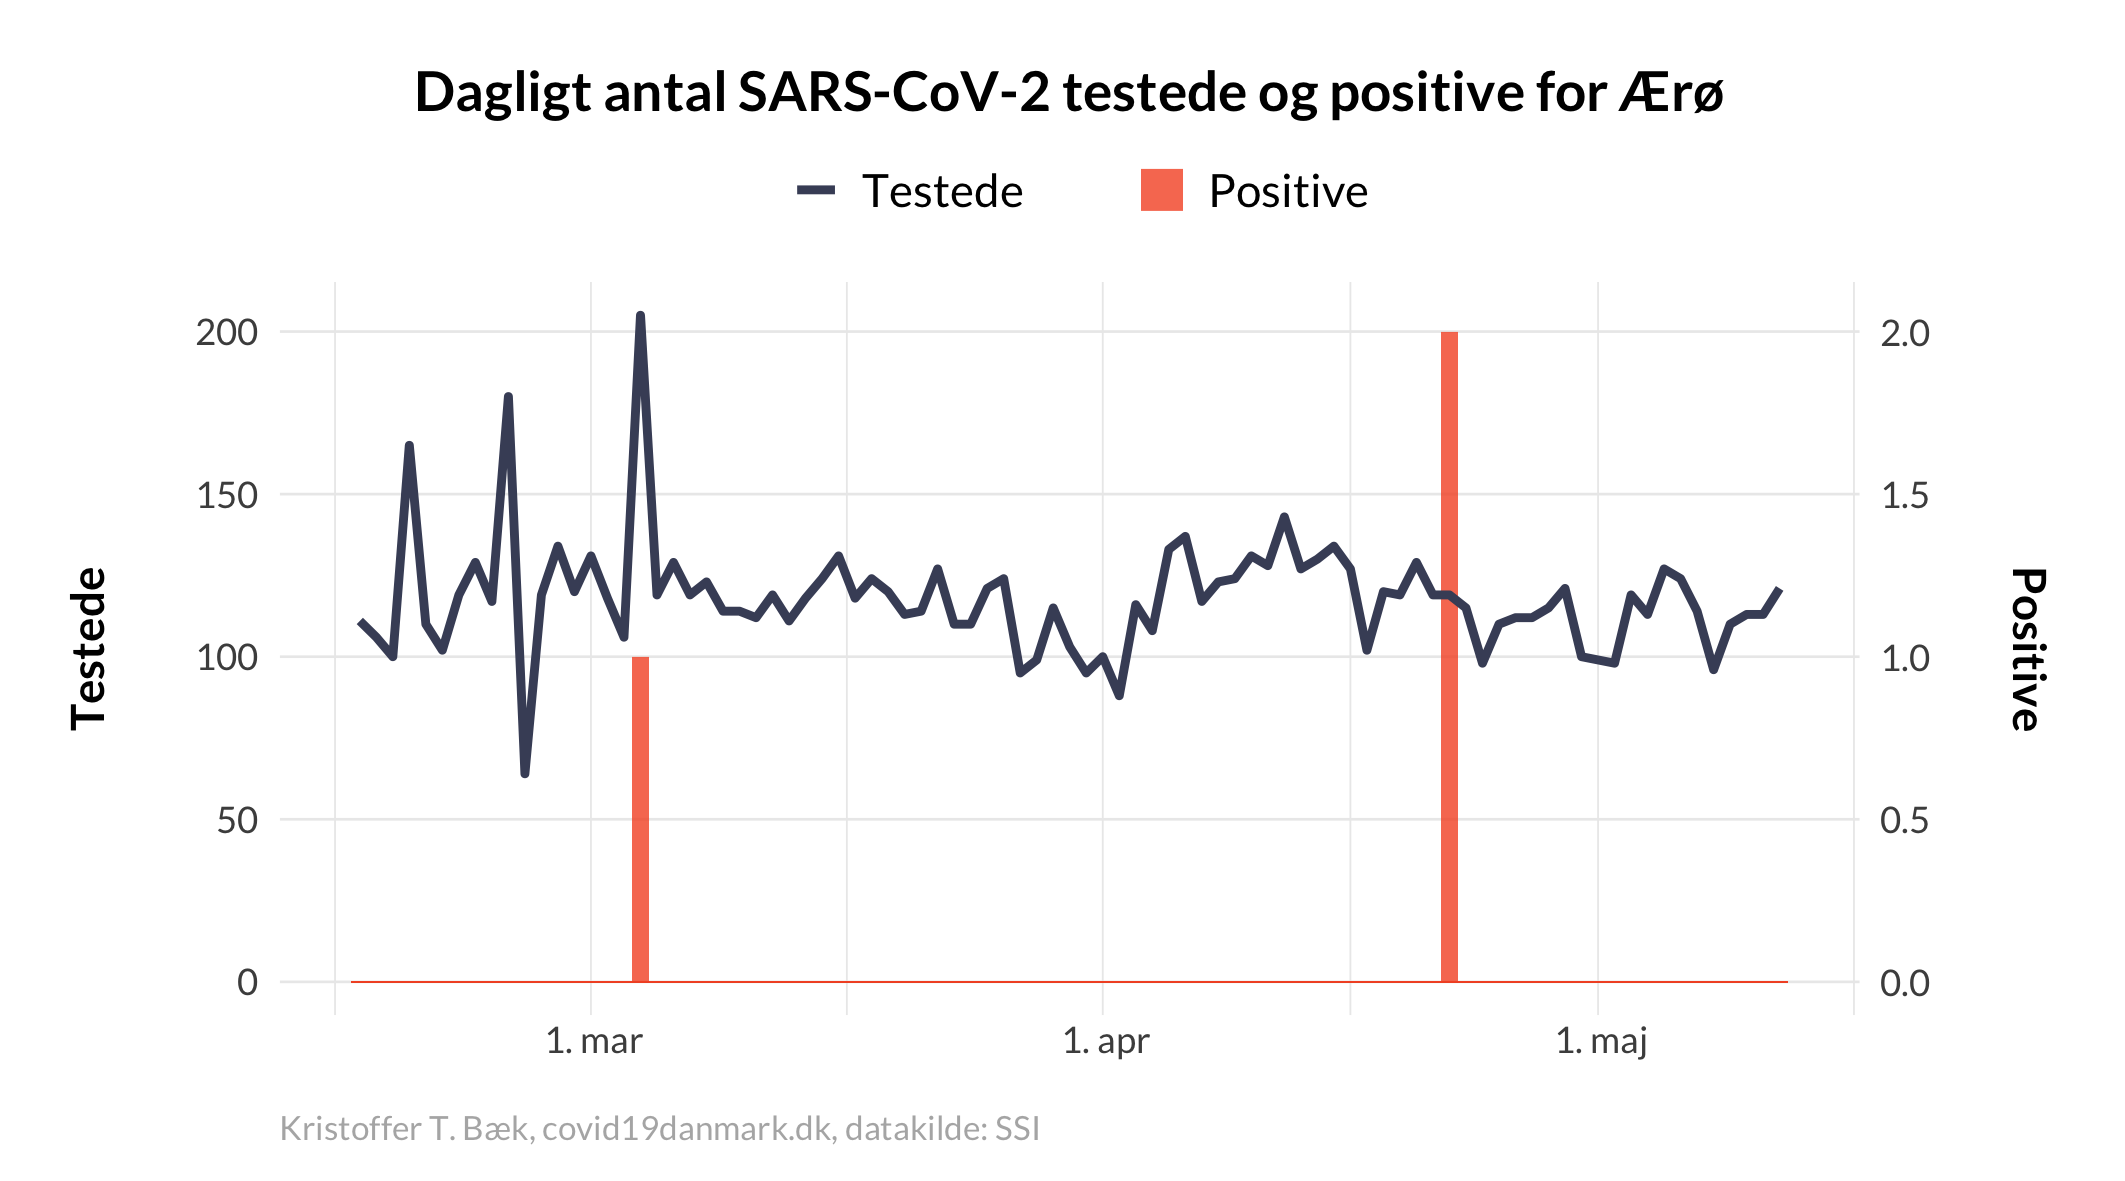 Dagligt antal SARS-CoV-2 testede og positive for Ærø
Testede
Positive
200
150
100
50
0
Testede
2.0
1.5
1.0
0.5
0.0
Positive
1. mar
1. apr
1. maj
Kristoffer T. Bæk, covid19danmark.dk, datakilde: SSI